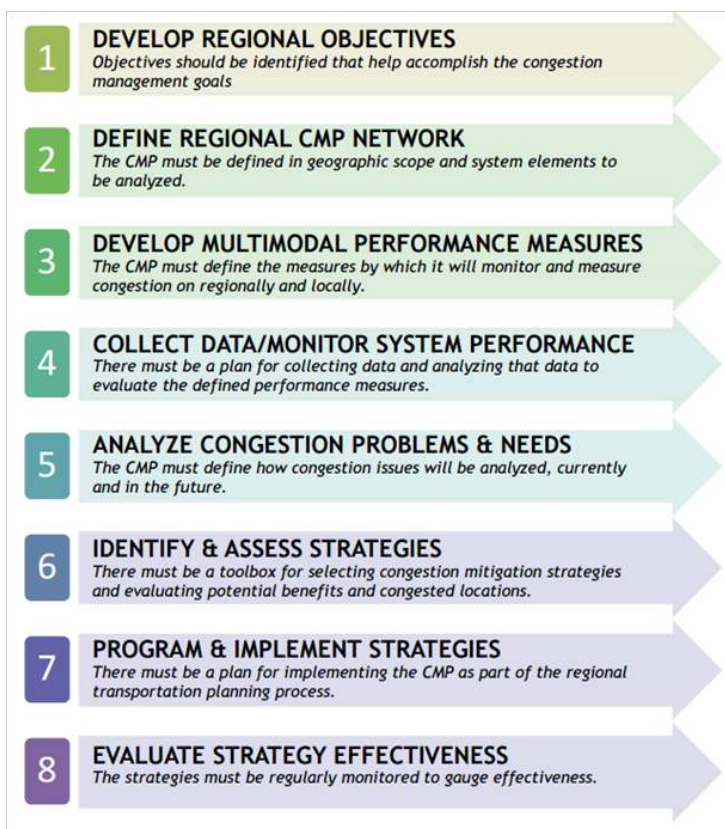 1
DEVELOP REGIONAL OBJECTIVES
Objectives should be identified that help accomplish the congestion
management goals
2
DEFINE REGIONAL CMP NETWORK
The CMP must be defined in geographic scope and system elements to
be analyzed.
3
DEVELOP MULTIMODAL PERFORMANCE MEASURES
The CMP must define the measures by which it will monitor and measure
congestion on regionally and locally.
4
COLLECT DATA/MONITOR SYSTEM PERFORMANCE
There must be a plan for collecting data and analyzing that data to
evaluate the defined performance measures.
5
ANALYZE CONGESTION PROBLEMS & NEEDS
The CMP must define how congestion issues will be analyzed, currently
and in the future.
6
IDENTIFY & ASSESS STRATEGIES
There must be a toolbox for selecting congestion mitigation strategies
and evaluating potential benefits and congested locations.
7
PROGRAM & IMPLEMENT STRATEGIES
There must be a plan for implementing the CMP as part of the regional
transportation planning process.
8
EVALUATE STRATEGY EFFECTIVENESS
The strategies must be regularly monitored to gauge effectiveness.